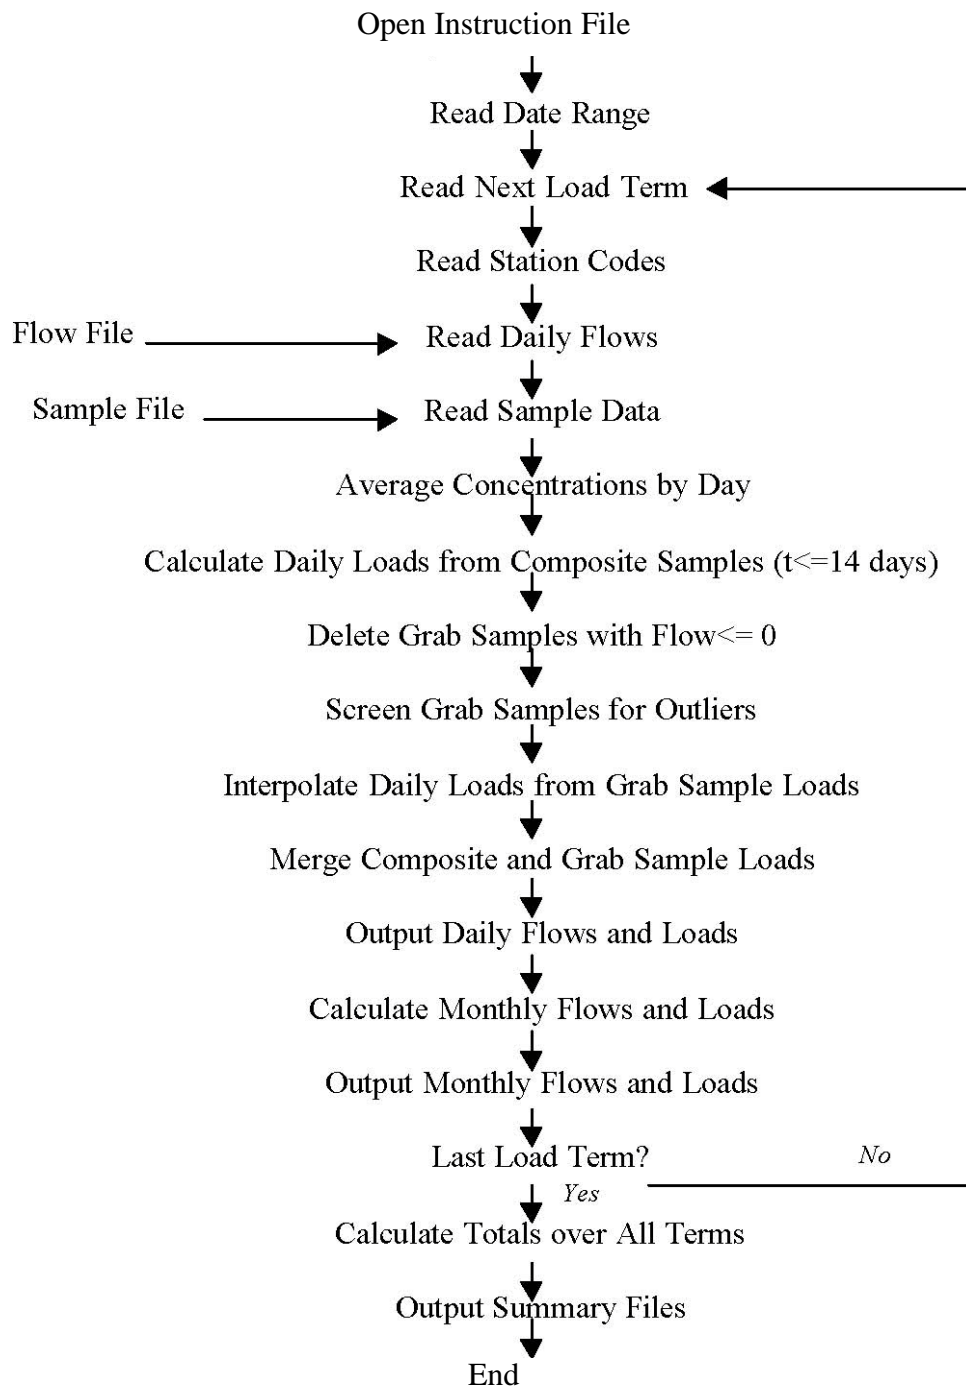 Open Instruction File
Read Date Range
Read Next Load Term
Read Station Codes
Flow File
Read Daily Flows
Sample File
Read Sample Data
Average Concentrations by Day
Calculate Daily Loads from Composite Samples (t<=14 days)
Delete Grab Samples with Flow<= 0
Screen Grab Samples for Outliers
Interpolate Daily Loads from Grab Sample Loads
Merge Composite and Grab Sample Loads
Output Daily Flows and Loads
Calculate Monthly Flows and Loads
Output Monthly Flows and Loads
Last Load Term?
No
Yes
Calculate Totals over All Terms
Output Summary Files
End